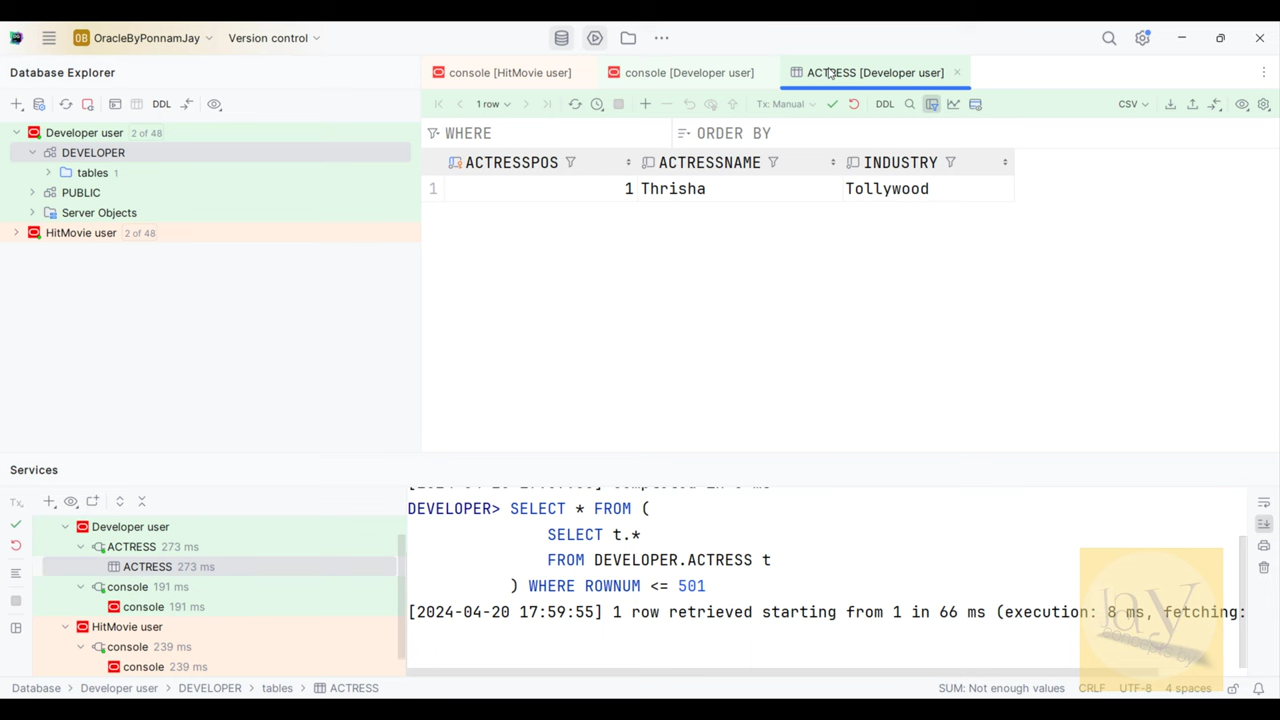 OB OracleByPonnamJay Version control
Database Explorer
console [HitMovie user] console [Developer user] ACTRESS [Developer user]
DDL
1 row Tx: Manual DDL CSV
Developer user 2 of 48
WHERE ORDER BY
DEVELOPER
ACTRESSPOS ACTRESSNAME INDUSTRY
tables 1
1 1 Thrisha Tollywood
PUBLIC
Server Objects
HitMovie user 2 of 48
Services
Tx
DEVELOPER> SELECT * FROM (
SELECT t.*
FROM DEVELOPER.ACTRESS t
) WHERE ROWNUM <= 501
[2024-04-20 17:59:55] 1 row retrieved starting from 1 in 66 ms (execution: 8 ms, fetching:
Developer user
ACTRESS 273 ms
ACTRESS 273 ms
console 191 ms
console 191 ms
HitMovie user
console 239 ms
console 239 ms
Jay
concepts by
Database > Developer user > DEVELOPER > tables > ACTRESS SUM: Not enough values CRLF UTF-8 4 spaces